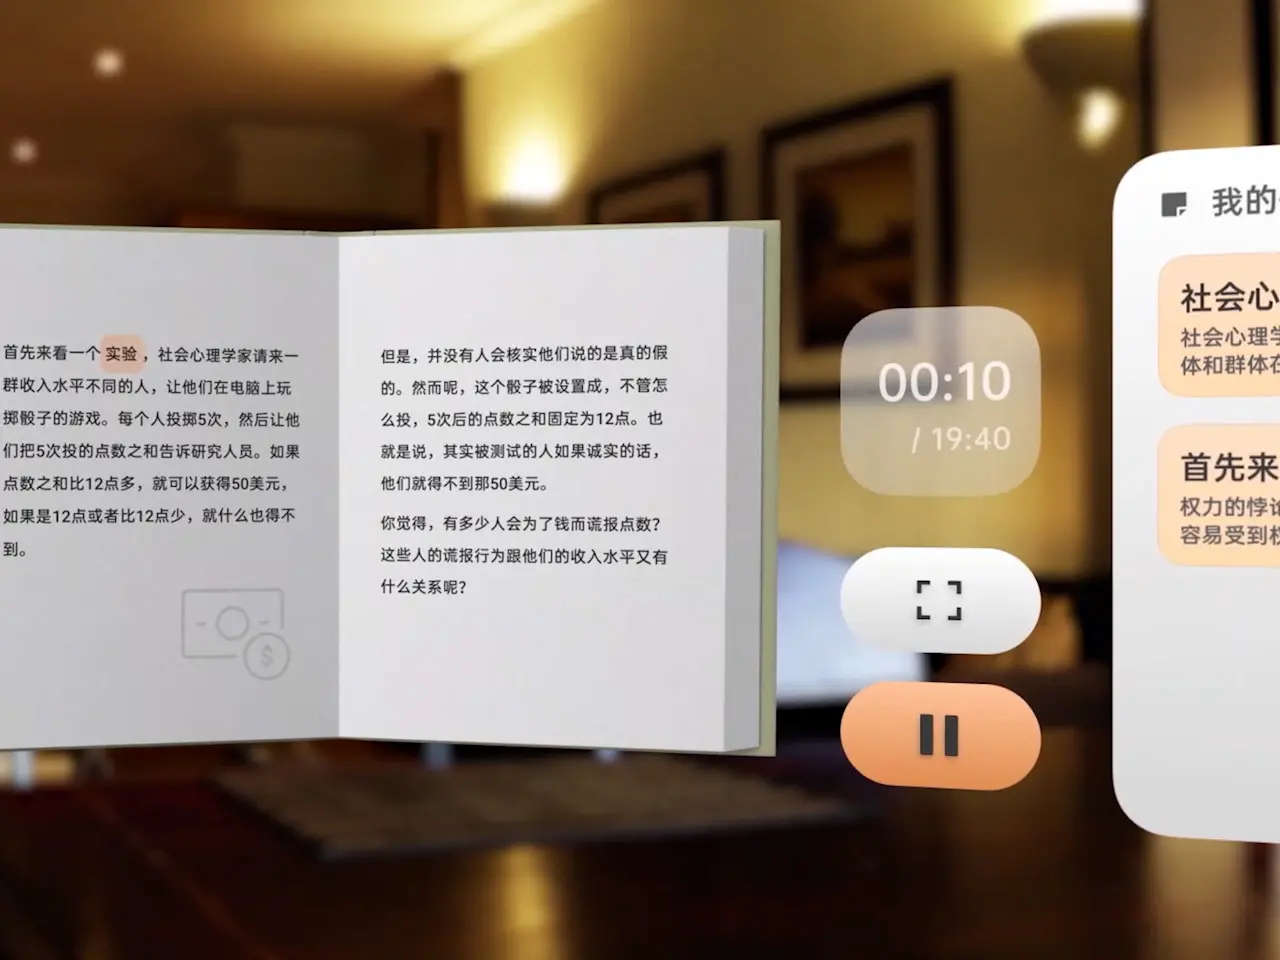 首先来看一个实验，社会心理学家请来一
群收入水平不同的人，让他们在电脑上玩
掷骰子的游戏。每个人投掷5次，然后让他
们把5次投的点数之和告诉研究人员。如果
点数之和比12点多，就可以获得50美元，
如果是12点或者比12点少，就什么也得不
到。
$
但是，并没有人会核实他们说的是真的假
的。然而呢，这个骰子被设置成，不管怎
么投，5次后的点数之和固定为12点。也
就是说，其实被测试的人如果诚实的话，
他们就得不到那50美元。
你觉得，有多少人会为了钱而谎报点数？
这些人的谎报行为跟他们的收入水平又有
什么关系呢？
00:10
/ 19:40
我的
社会心
社会心理学
体和群体在
首先来
权力的悖论
容易受到权